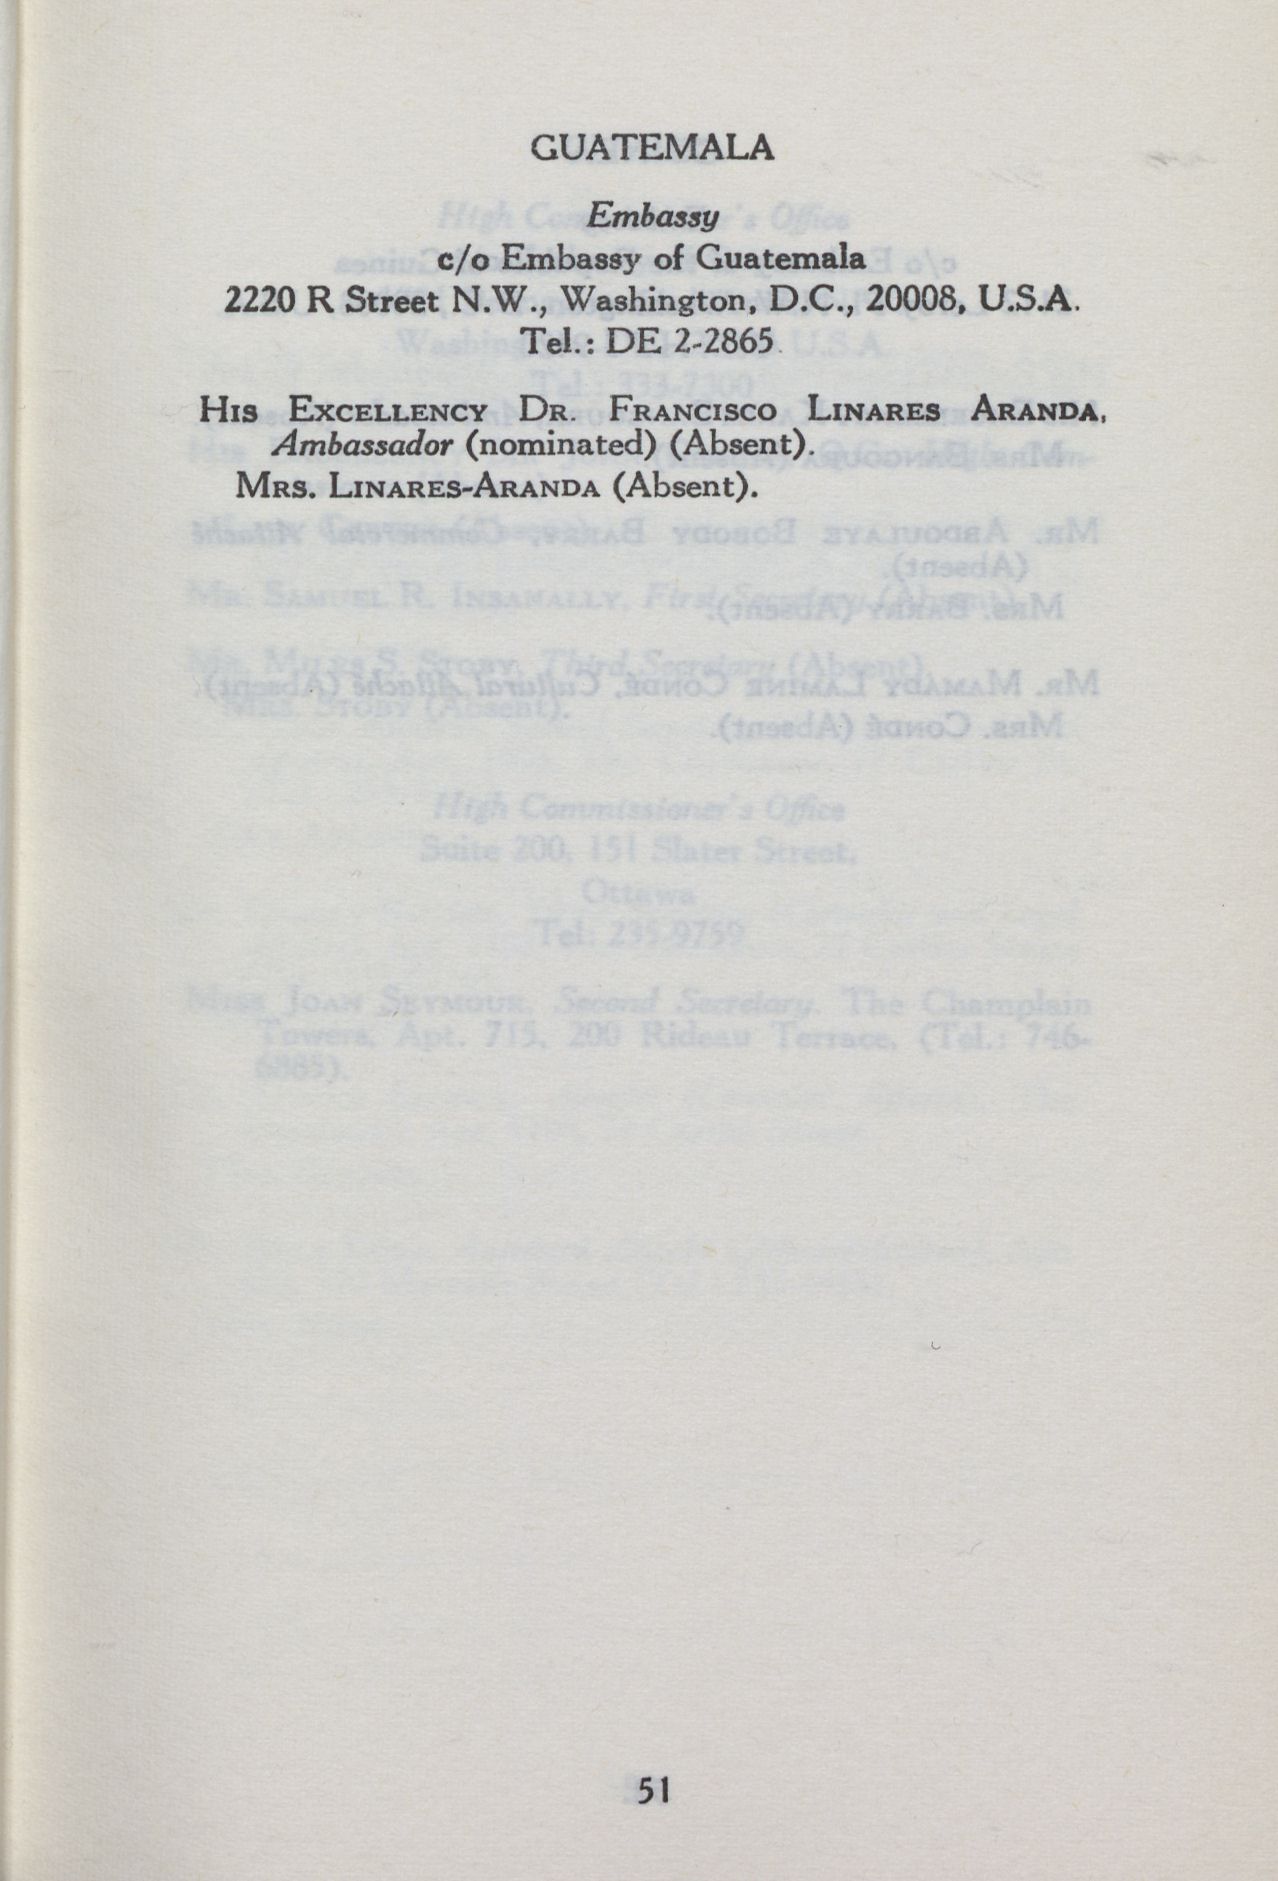 GUATEMALA
Embassy
c/o Embassy of Guatemala
2220 R Street N.W., Washington, D.C., 20008, U.S.A.
Tel.: DE 2-2865
HIS EXCELLENCY DR. FRANCISCO LINARES ARANDA,
Ambassador (nominated) (Absent).
MRS. LINARES-ARANDA (Absent).
51